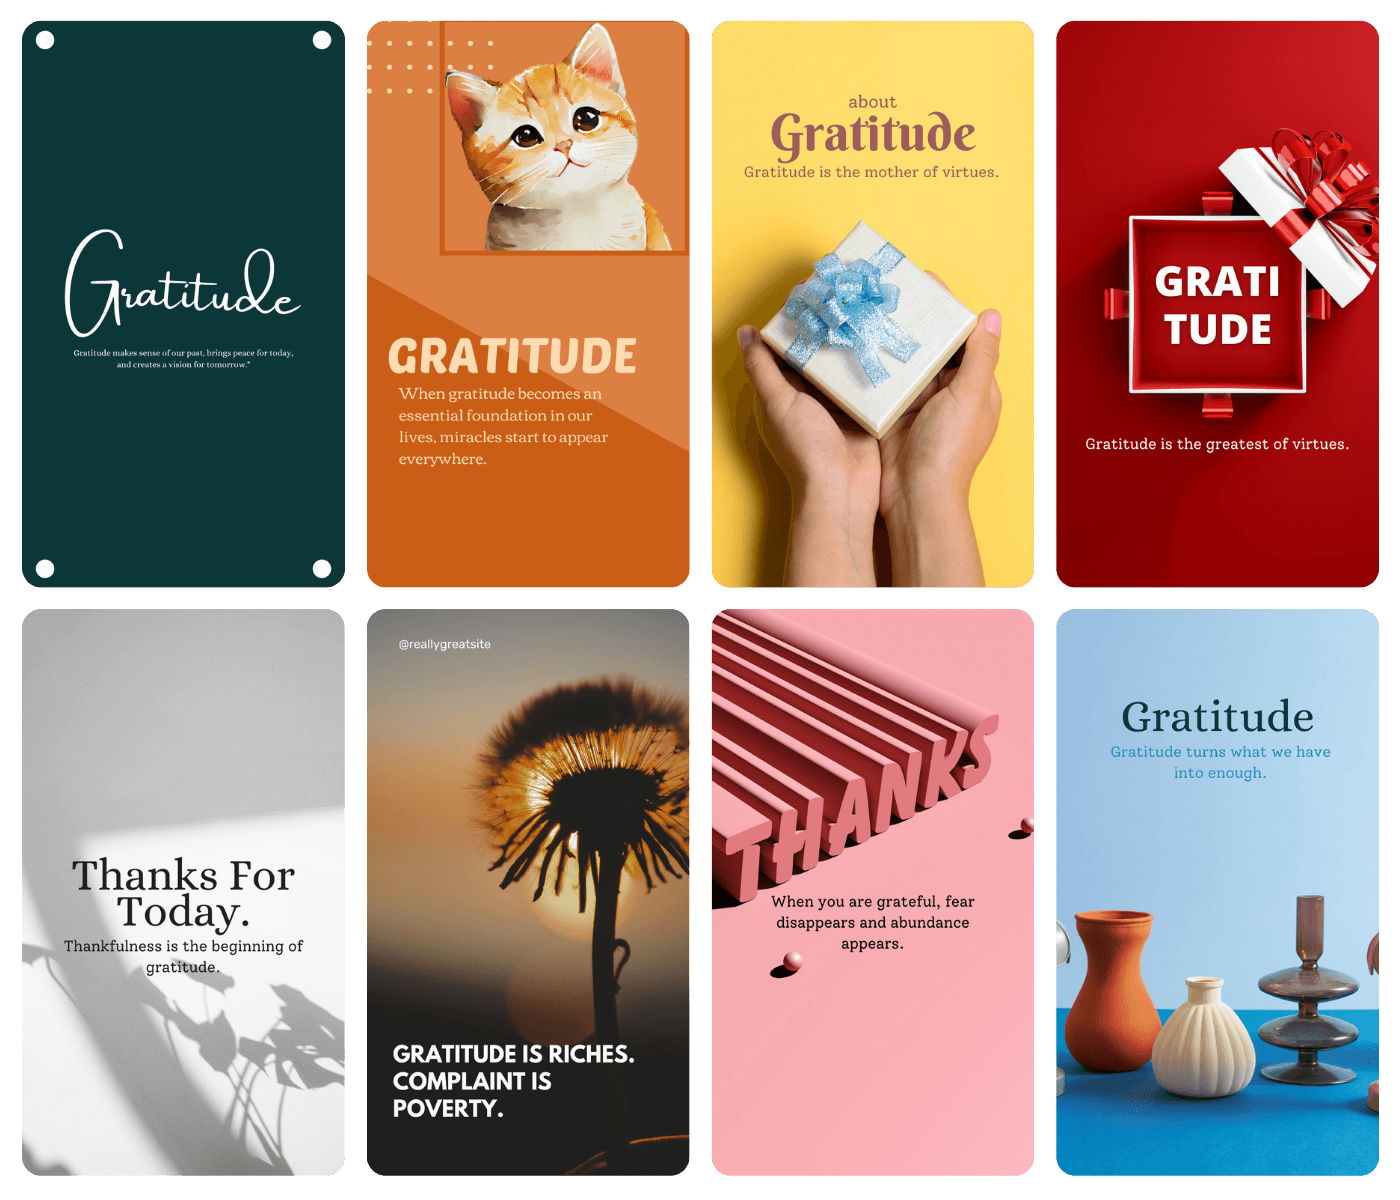 Gratitude
Gratitude makes sense of our past, brings peace for today,
and creates a vision for tomorrow."
GRATITUDE
When gratitude becomes an
essential foundation in our
lives, miracles start to appear
everywhere.
about
Gratitude
Gratitude is the mother of virtues.
GRATI
TUDE
Gratitude is the greatest of virtues.
Thanks For
Today.
Thankfulness is the beginning of
gratitude.
@reallygreatsite
GRATITUDE IS RICHES.
COMPLAINT IS
POVERTY.
THANKS
When you are grateful, fear
disappears and abundance
appears.
Gratitude
Gratitude turns what we have
into enough.